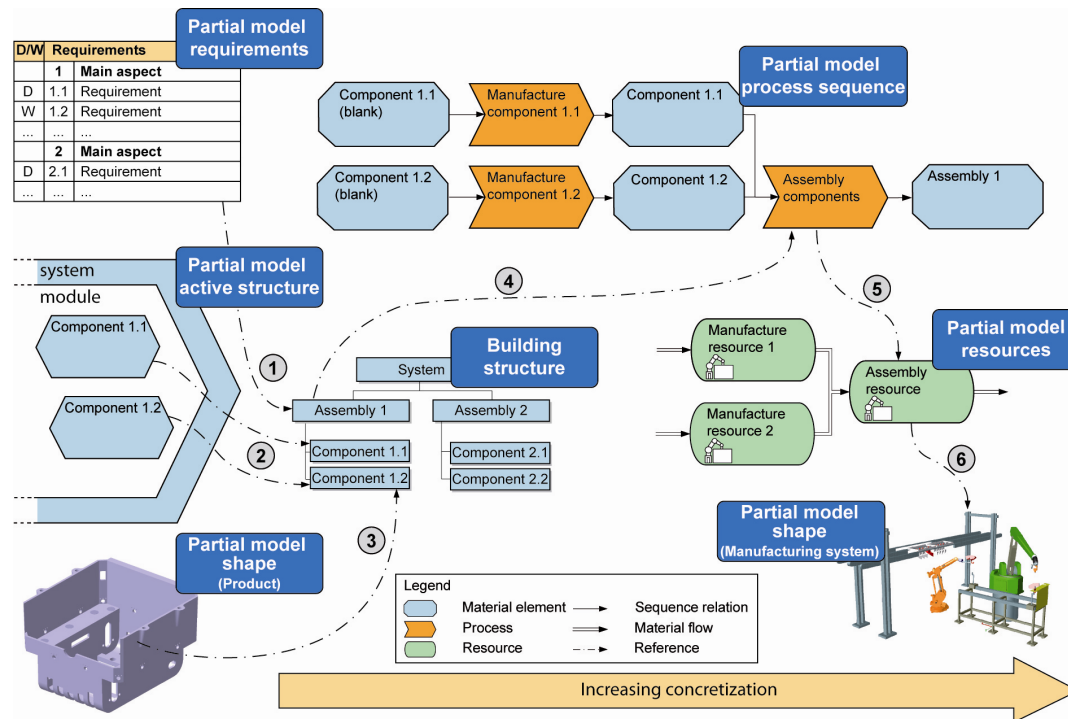 Partial model
requirements
D/W Requirements
1 Main aspect
D 1.1 Requirement
W 1.2 Requirement
... ... ...
2 Main aspect
D 2.1 Requirement
... ... ...
Partial model
process sequence
Component 1.1
(blank)
Manufacture
component 1.1
Component 1.1
Component 1.2
(blank)
Manufacture
component 1.2
Component 1.2
Assembly
components
Assembly 1
system
module
Partial model
active structure
Component 1.1
Component 1.2
1
2
3
4
5
6
Building
structure
System
Assembly 1
Assembly 2
Component 1.1
Component 1.2
Component 2.1
Component 2.2
Manufacture
resource 1
Manufacture
resource 2
Partial model
resources
Assembly
resource
Partial model
shape
(Product)
Partial model
shape
(Manufacturing system)
Legend
Material element
Sequence relation
Process
Material flow
Resource
Reference
Increasing concretization